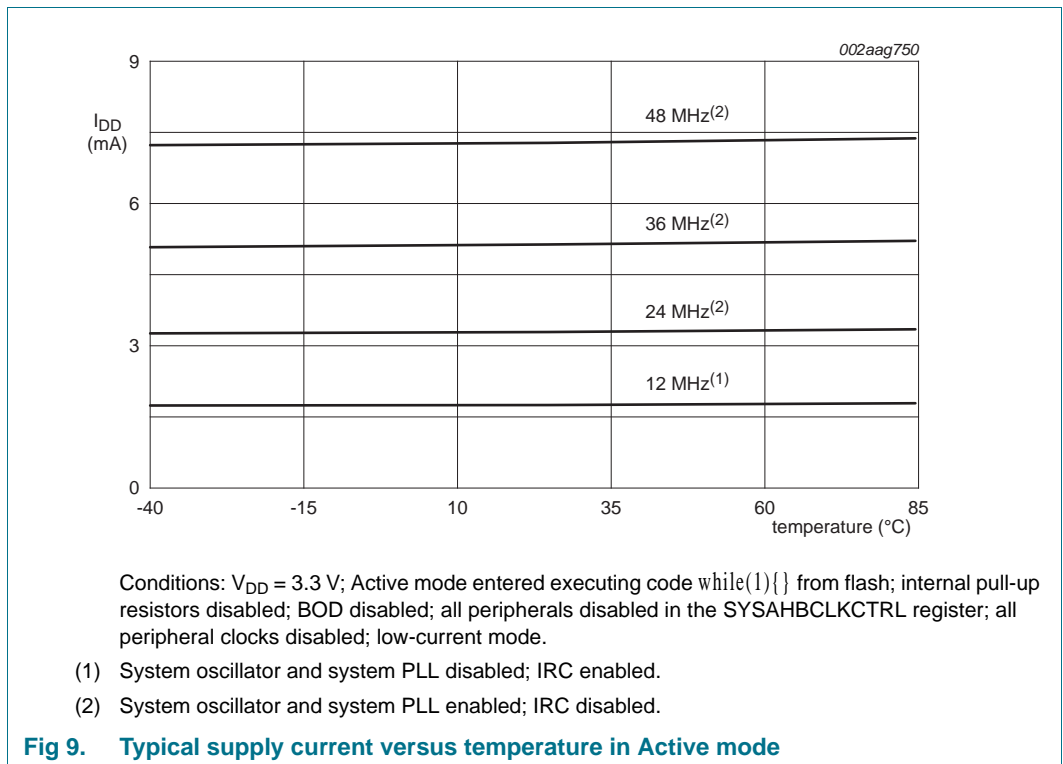 002aag750
9
I_DD
(mA)
48 MHz(2)
6
36 MHz(2)
24 MHz(2)
3
12 MHz(1)
0
-40 -15 10 35 60 85
temperature (°C)
Conditions: V_DD = 3.3 V; Active mode entered executing code while(1){} from flash; internal pull-up
resistors disabled; BOD disabled; all peripherals disabled in the SYSAHBCLKCTRL register; all
peripheral clocks disabled; low-current mode.
(1) System oscillator and system PLL disabled; IRC enabled.
(2) System oscillator and system PLL enabled; IRC disabled.
Fig 9. Typical supply current versus temperature in Active mode